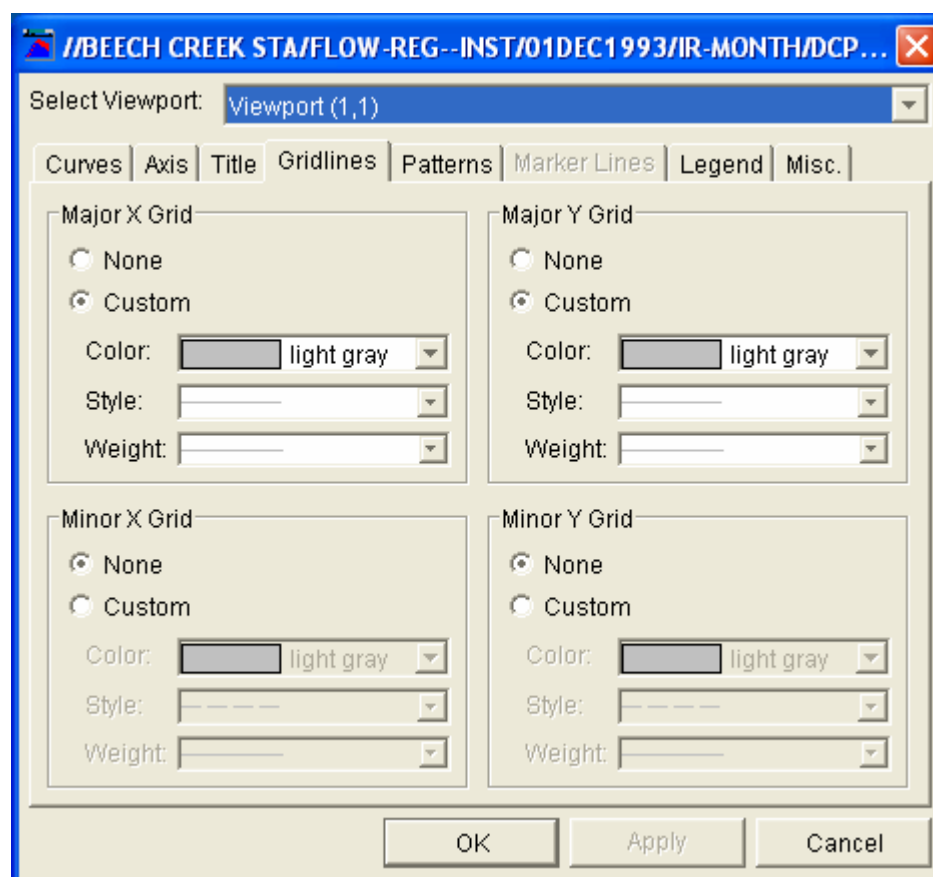 //BEECH CREEK STA/FLOW-REG--INST/01DEC1993/IR-MONTH/DCP...
Select Viewport: Viewport (1,1)
Curves Axis Title Gridlines Patterns Marker Lines Legend Misc.
Major X Grid
None
Custom
Color: light gray
Style:
Weight:
Major Y Grid
None
Custom
Color: light gray
Style:
Weight:
Minor X Grid
None
Custom
Color: light gray
Style:
Weight:
Minor Y Grid
None
Custom
Color: light gray
Style:
Weight:
OK Apply Cancel